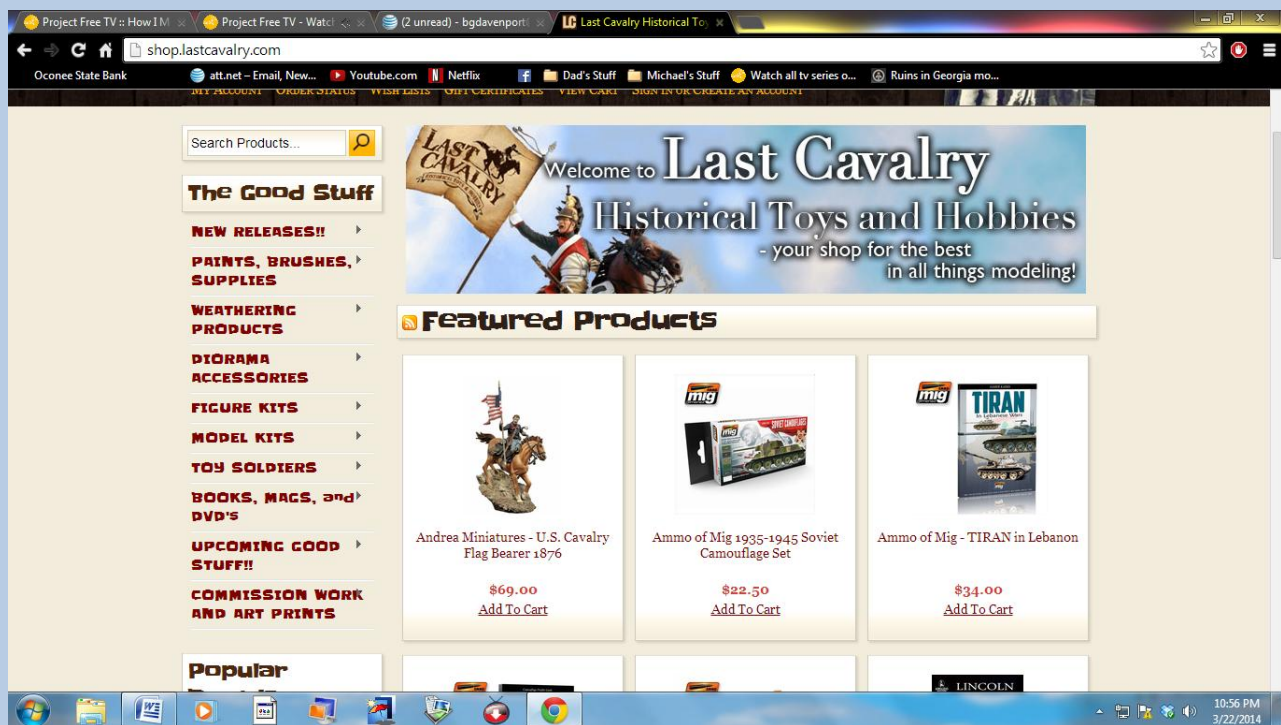 Project Free TV :: How I M
Project Free TV - Watch
(2 unread) - bgdavenport
Last Cavalry Historical Toy
shop.lastcavalry.com
Oconee State Bank
att.net – Email, New...
Youtube.com
Netflix
Dad's Stuff
Michael's Stuff
Watch all tv series o...
Ruins in Georgia mo...
MY ACCOUNT ORDER STATUS WISH LISTS GIFT CERTIFICATES VIEW CART SIGN IN OR CREATE AN ACCOUNT
Search Products...
The Good Stuff
NEW RELEASES!!
PAINTS, BRUSHES,
SUPPLIES
WEATHERING
PRODUCTS
DIORAMA
ACCESSORIES
FIGURE KITS
MODEL KITS
TOY SOLDIERS
BOOKS, MAGS, and
DVD's
UPCOMING GOOD
STUFF!!
COMMISSION WORK
AND ART PRINTS
Popular
LAST
CAVALRY
Welcome to Last Cavalry
Historical Toys and Hobbies
- your shop for the best
in all things modeling!
Featured Products
Andrea Miniatures - U.S. Cavalry
Flag Bearer 1876
$69.00
Add To Cart
mig
SOVIET CAMOUFLAGES
Ammo of Mig 1935-1945 Soviet
Camouflage Set
$22.50
Add To Cart
mig
TIRAN
in Lebanese Wars
Ammo of Mig - TIRAN in Lebanon
$34.00
Add To Cart
LINCOLN
10:56 PM
3/22/2014